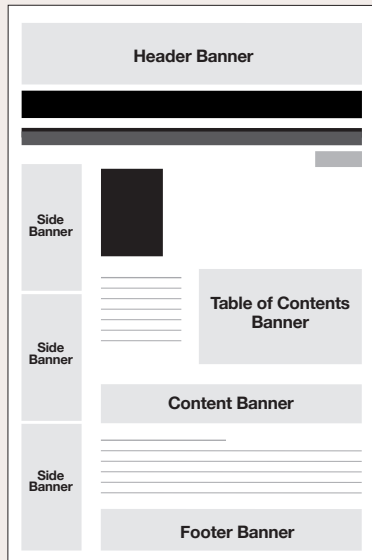 Header Banner
Side
Banner
Table of Contents
Banner
Side
Banner
Content Banner
Side
Banner
Footer Banner